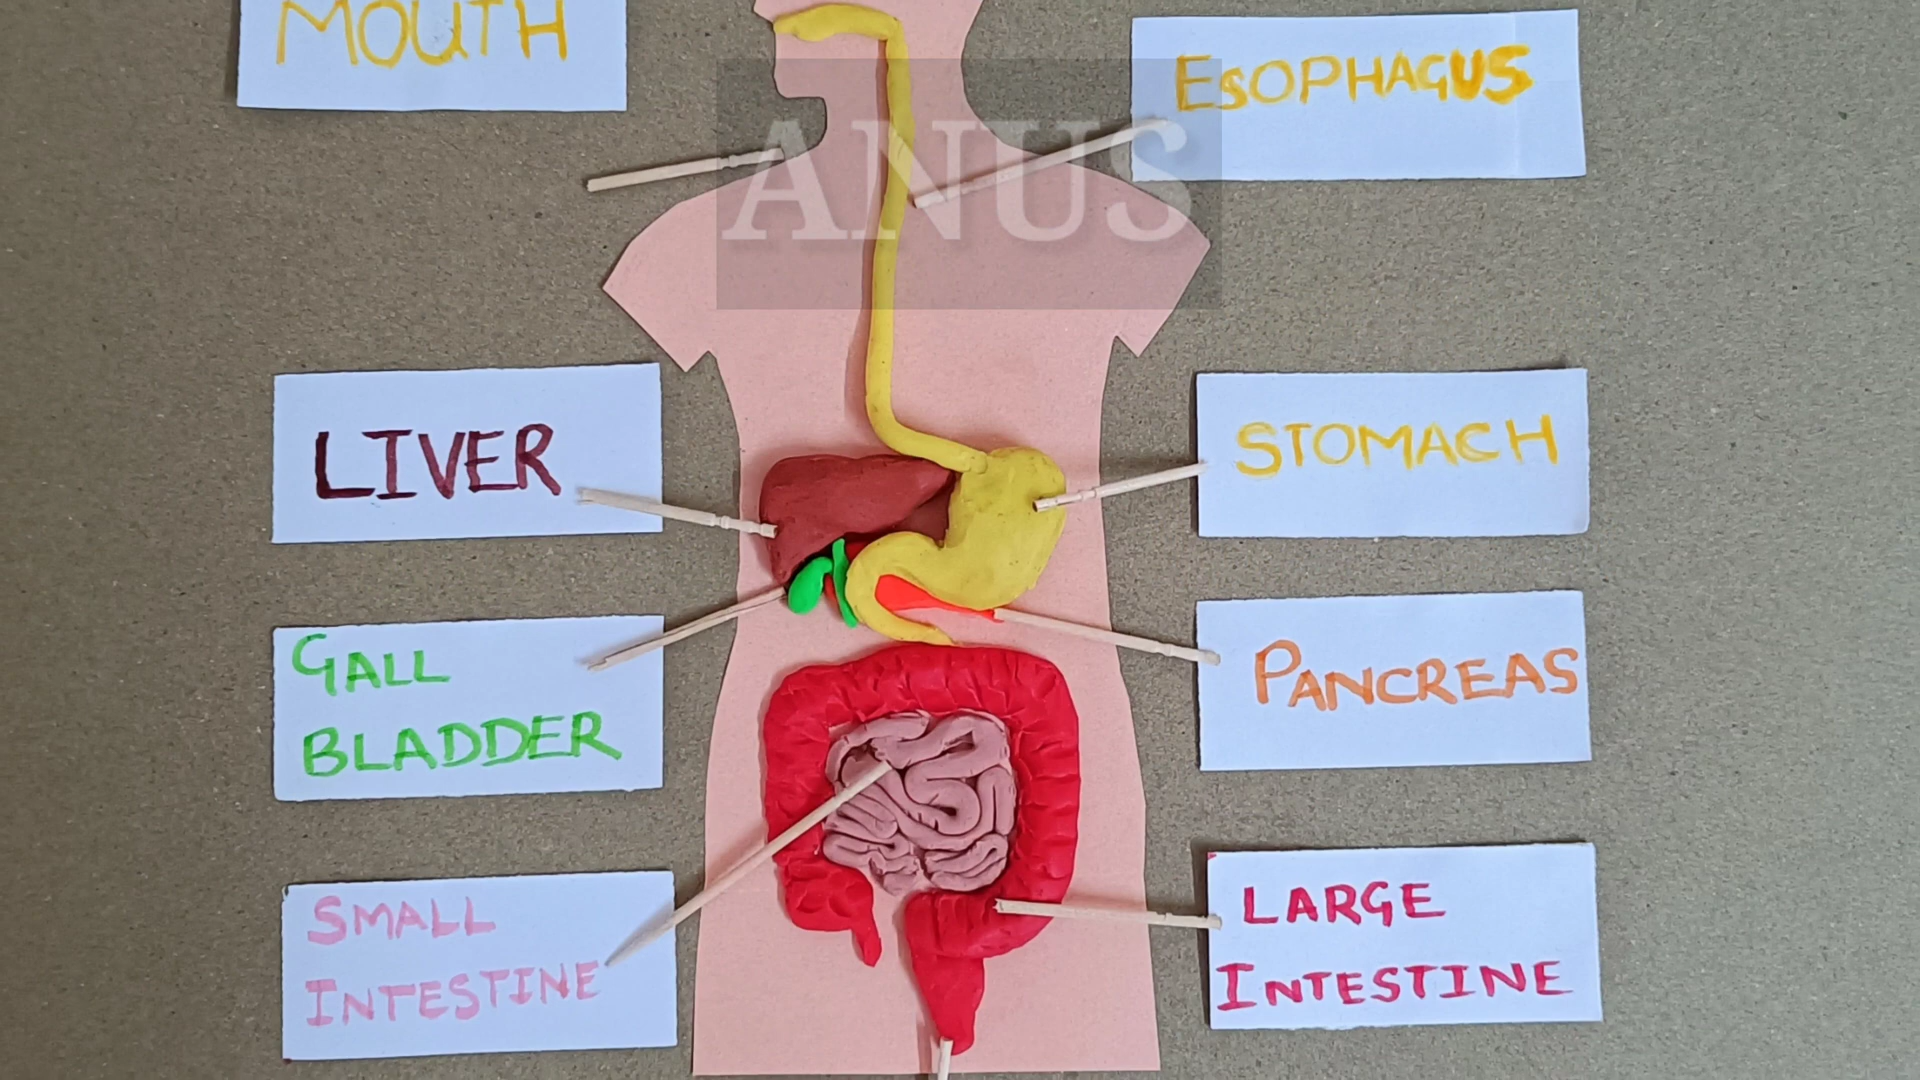 MOUTH
ESOPHAGUS
ANUS
LIVER
STOMACH
GALL
BLADDER
PANCREAS
SMALL
INTESTINE
LARGE
INTESTINE